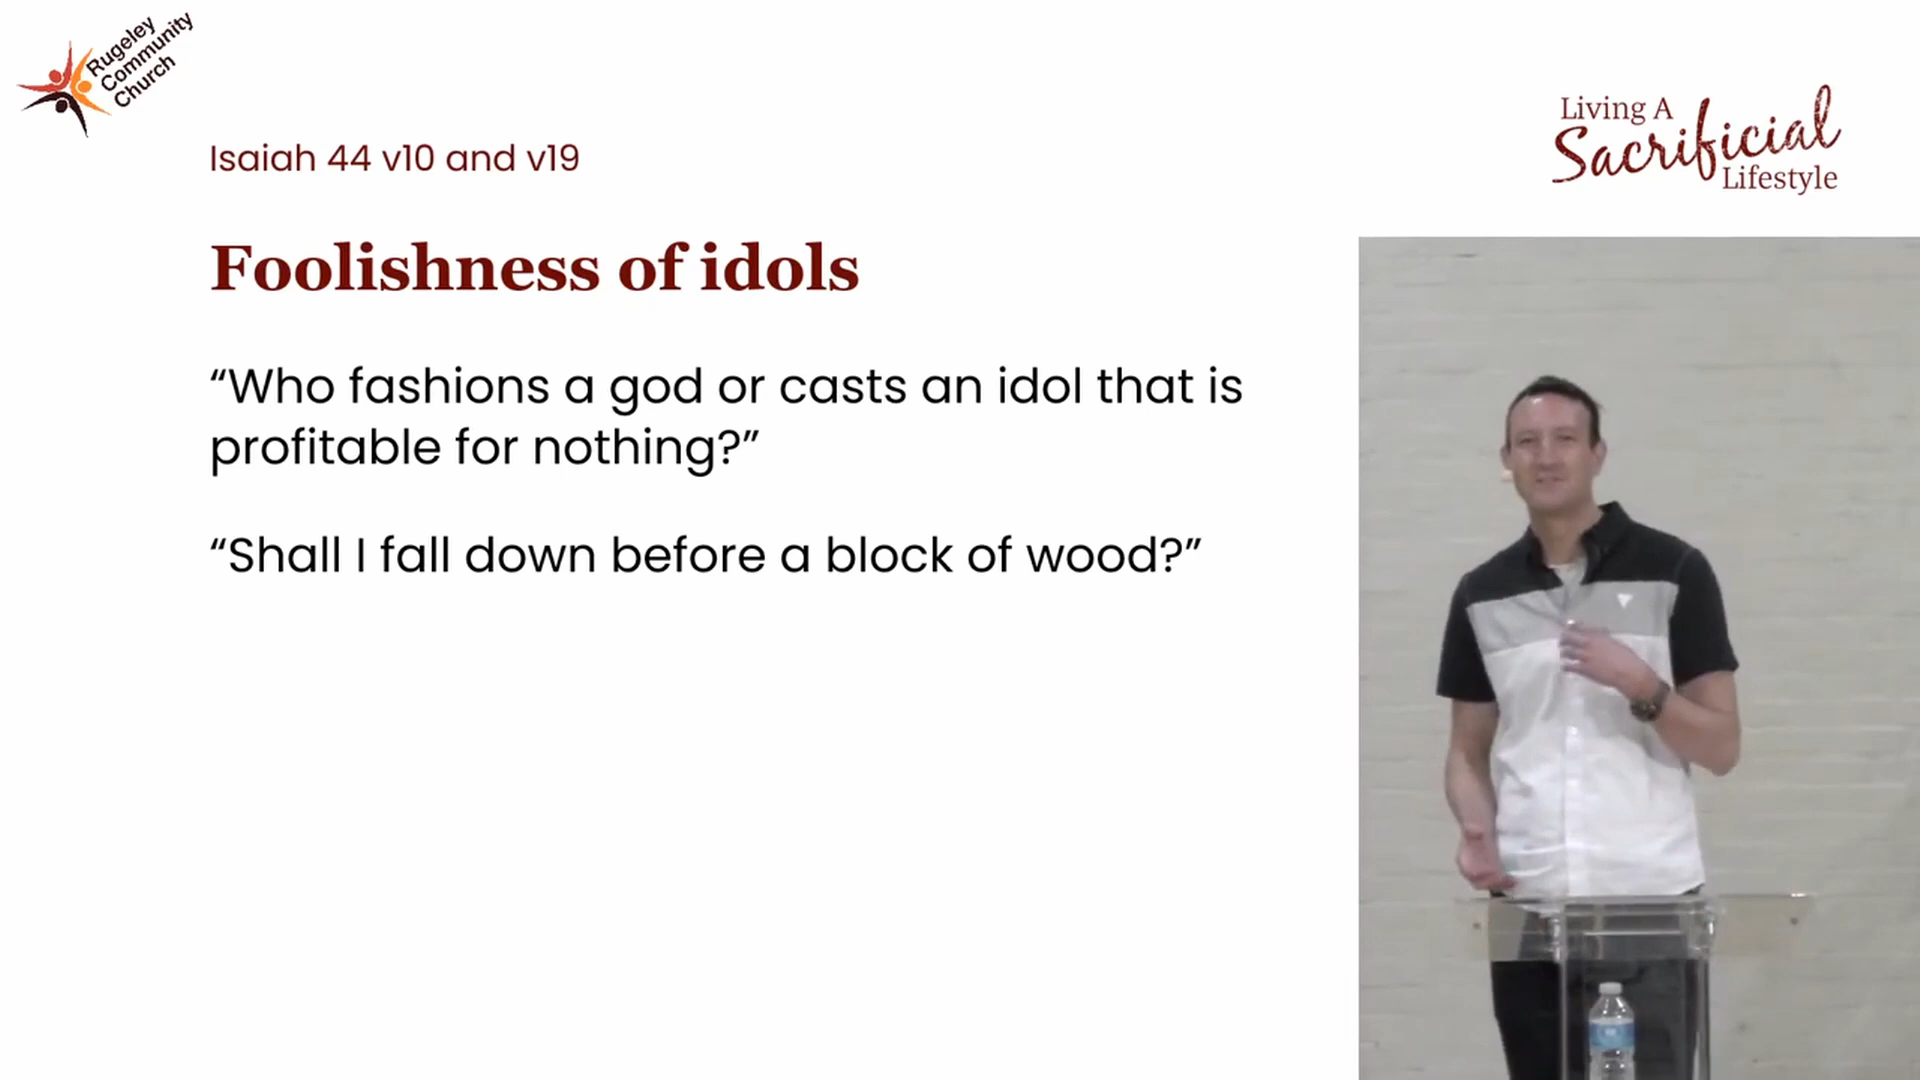 Rugeley
Community
Church
Living A
Sacrificial
Lifestyle
Isaiah 44 v10 and v19
Foolishness of idols
“Who fashions a god or casts an idol that is
profitable for nothing?”
“Shall I fall down before a block of wood?”